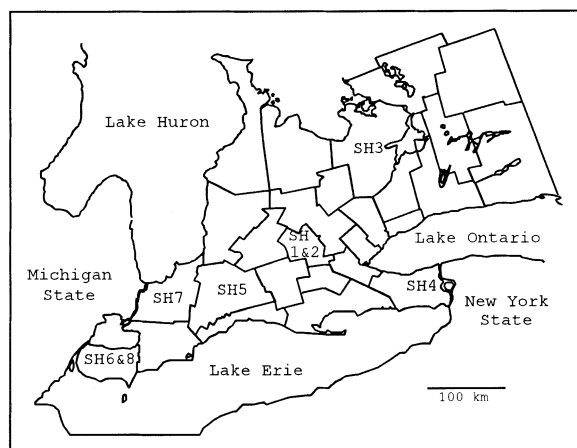 Lake Huron
SH3
SH
1&2
Lake Ontario
Michigan
State
SH7
SH5
SH4
New York
State
SH6&8
Lake Erie
100 km